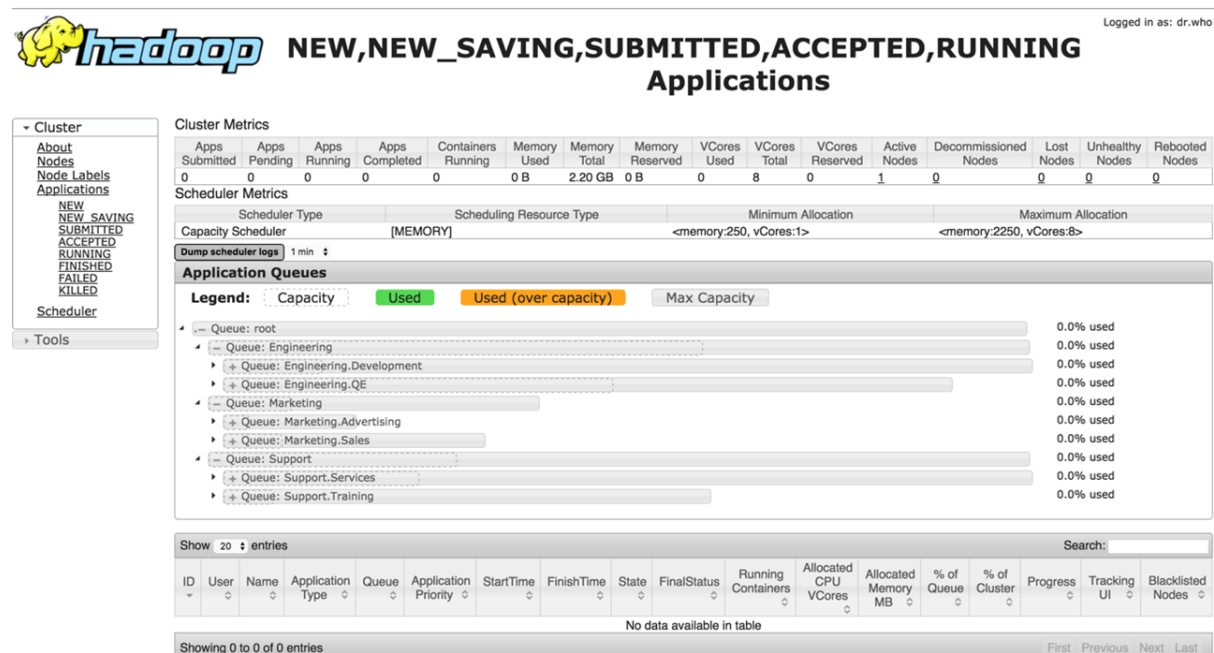 Logged in as: dr.who
hadoop
NEW,NEW_SAVING,SUBMITTED,ACCEPTED,RUNNING
Applications
Cluster
About
Nodes
Node Labels
Applications
NEW
NEW_SAVING
SUBMITTED
ACCEPTED
RUNNING
FINISHED
FAILED
KILLED
Scheduler
Tools
Cluster Metrics
Apps Submitted Apps Pending Apps Running Apps Completed Containers Running Memory Used Memory Total Memory Reserved VCores Used VCores Total VCores Reserved Active Nodes Decommissioned Nodes Lost Nodes Unhealthy Nodes Rebooted Nodes
0 0 0 0 0 0 B 2.20 GB 0 B 0 8 0 1 0 0 0 0
Scheduler Metrics
Scheduler Type Scheduling Resource Type Minimum Allocation Maximum Allocation
Capacity Scheduler [MEMORY] <memory:250, vCores:1> <memory:2250, vCores:8>
Dump scheduler logs 1 min
Application Queues
Legend: Capacity Used Used (over capacity) Max Capacity
.– Queue: root 0.0% used
– Queue: Engineering 0.0% used
+ Queue: Engineering.Development 0.0% used
+ Queue: Engineering.QE 0.0% used
– Queue: Marketing 0.0% used
+ Queue: Marketing.Advertising 0.0% used
+ Queue: Marketing.Sales 0.0% used
– Queue: Support 0.0% used
+ Queue: Support.Services 0.0% used
+ Queue: Support.Training 0.0% used
Show 20 entries Search:
ID User Name Application Type Queue Application Priority StartTime FinishTime State FinalStatus Running Containers Allocated CPU VCores Allocated Memory MB % of Queue % of Cluster Progress Tracking UI Blacklisted Nodes
No data available in table
Showing 0 to 0 of 0 entries First Previous Next Last